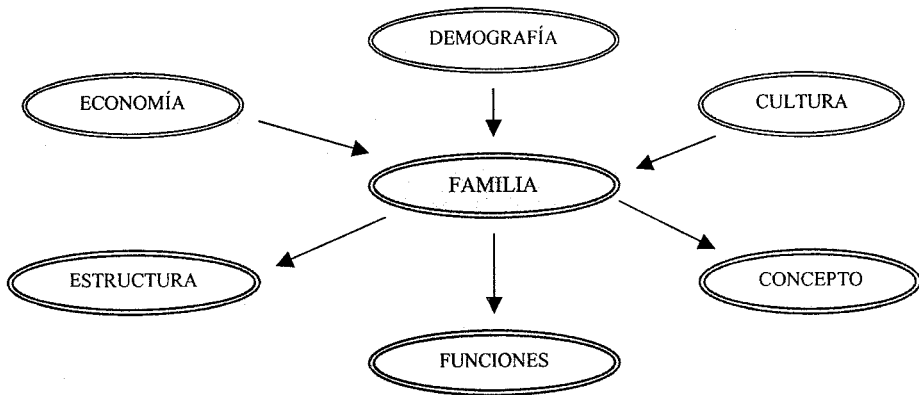 DEMOGRAFÍA
ECONOMÍA
CULTURA
FAMILIA
ESTRUCTURA
CONCEPTO
FUNCIONES